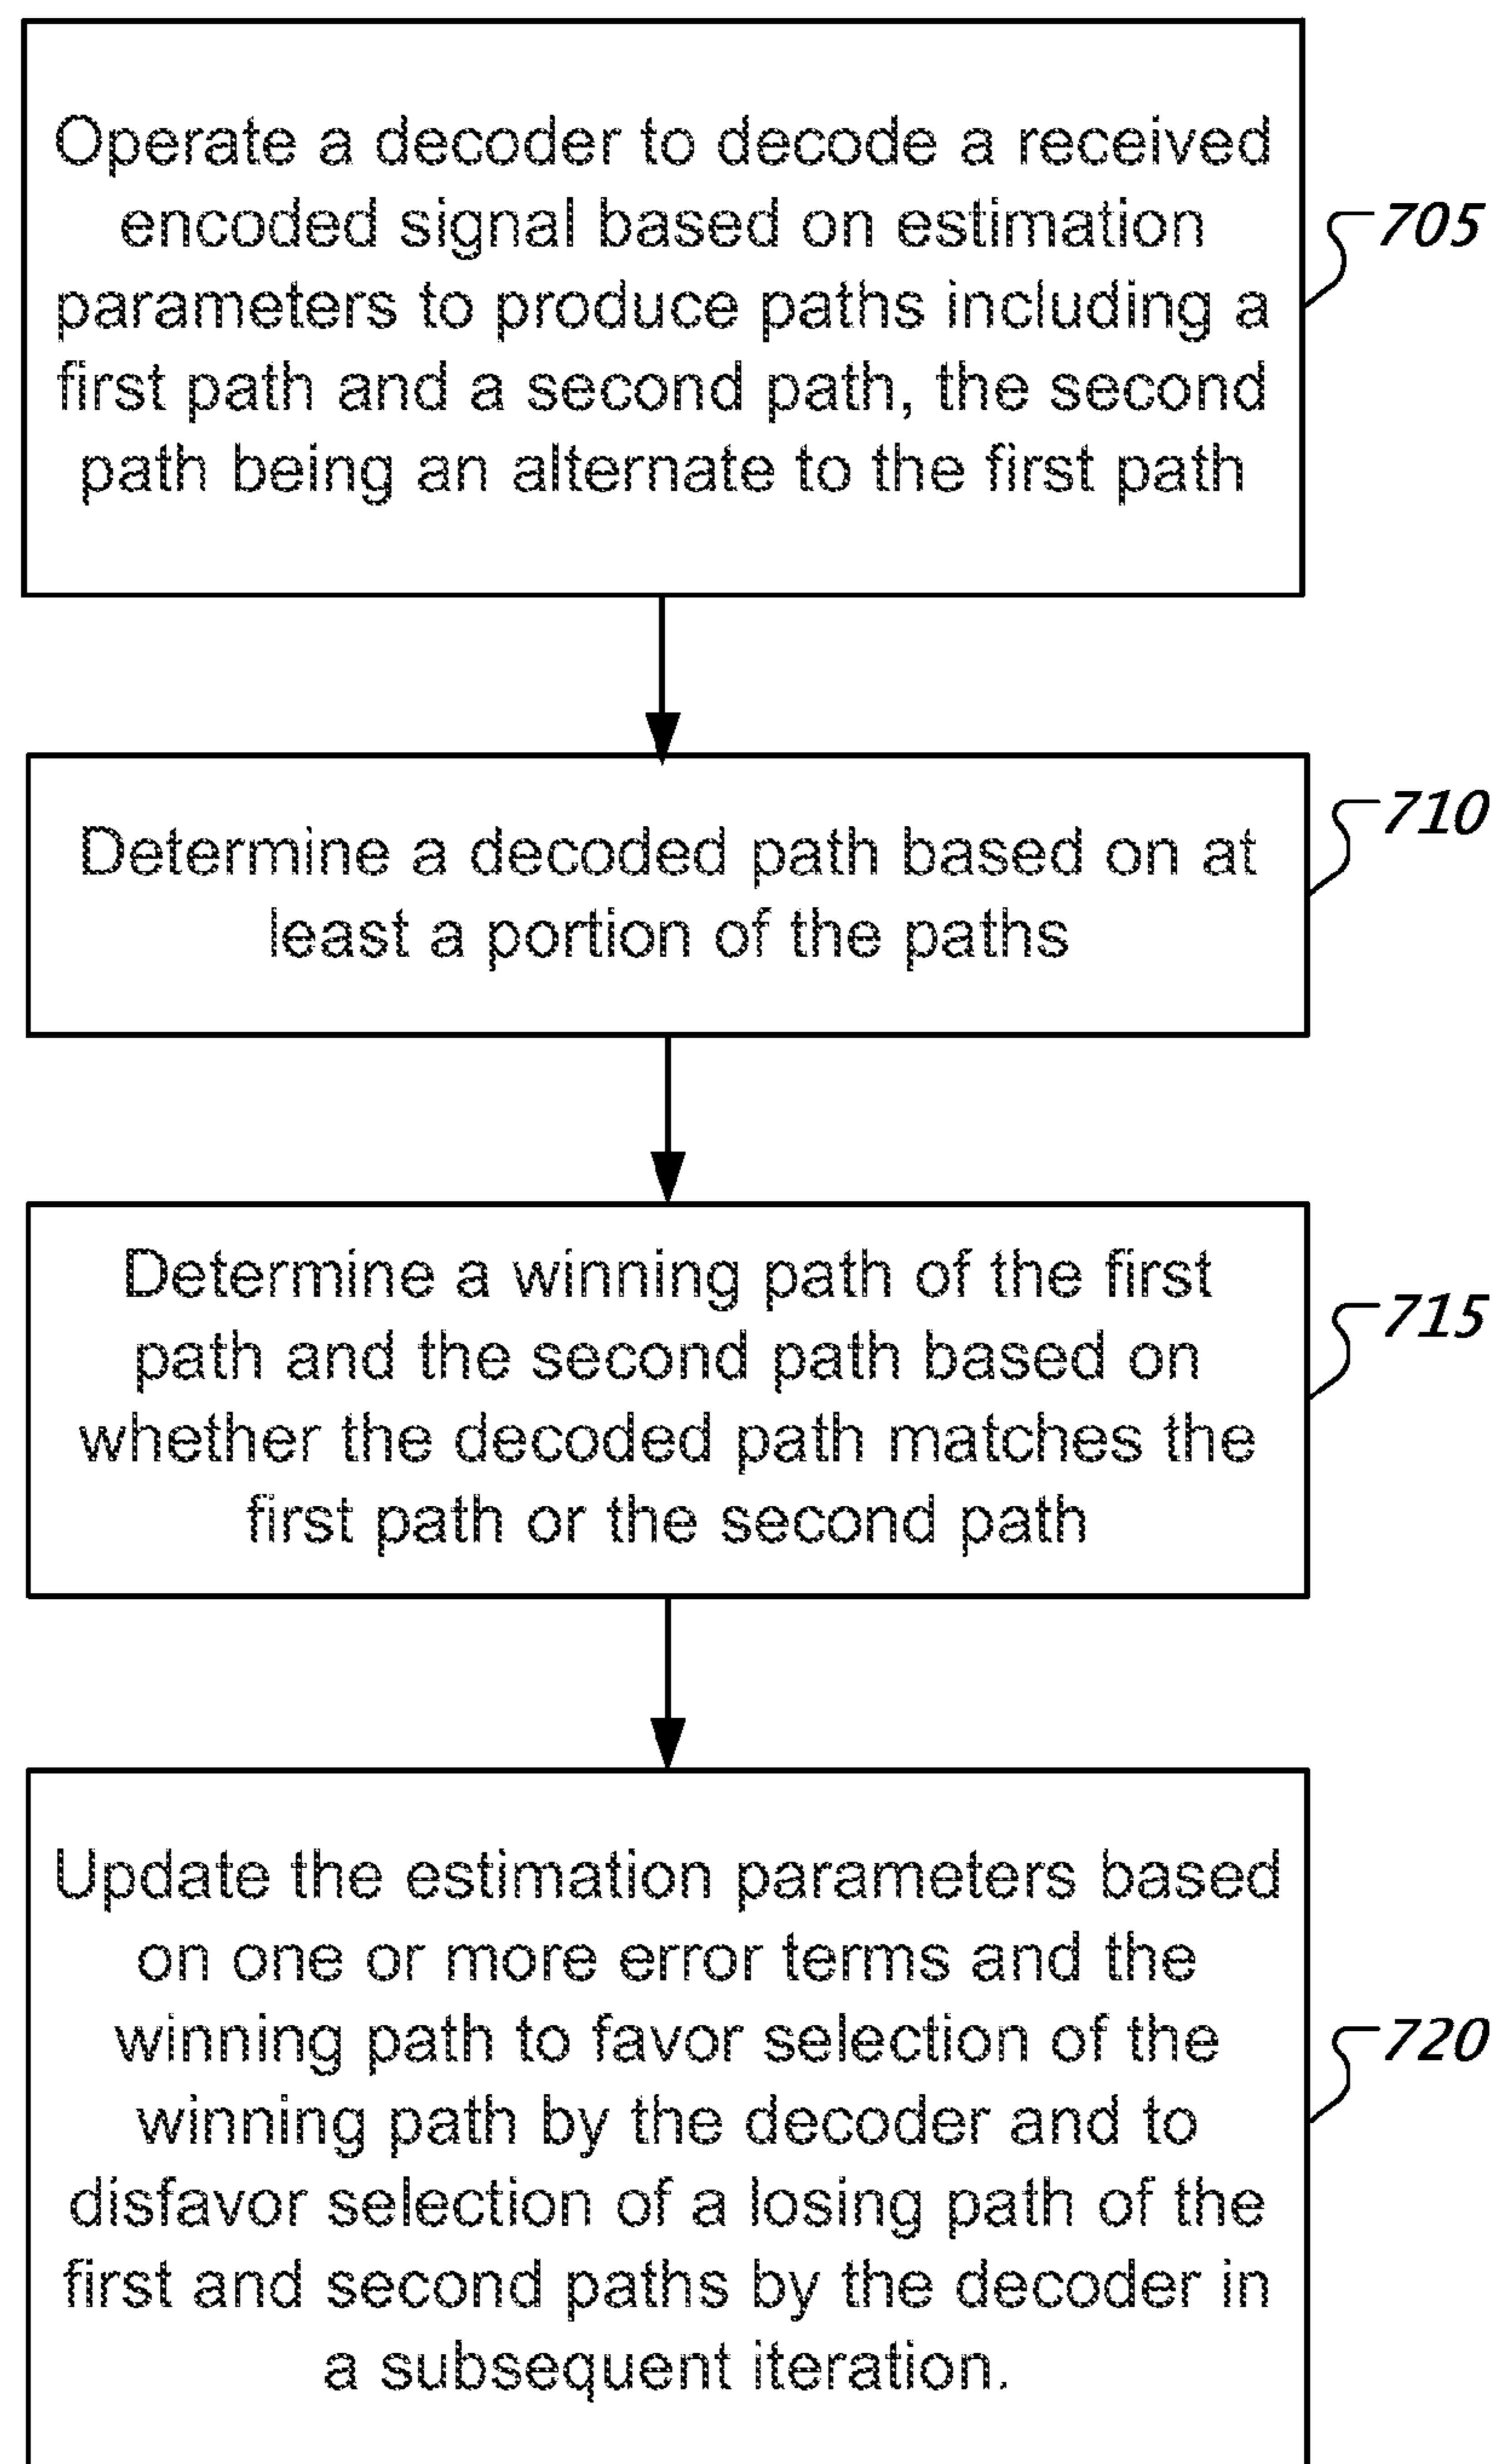 Operate a decoder to decode a received
encoded signal based on estimation
parameters to produce paths including a
first path and a second path, the second
path being an alternate to the first path
705
Determine a decoded path based on at
least a portion of the paths
710
Determine a winning path of the first
path and the second path based on
whether the decoded path matches the
first path or the second path
715
Update the estimation parameters based
on one or more error terms and the
winning path to favor selection of the
winning path by the decoder and to
disfavor selection of a losing path of the
first and second paths by the decoder in
a subsequent iteration.
720